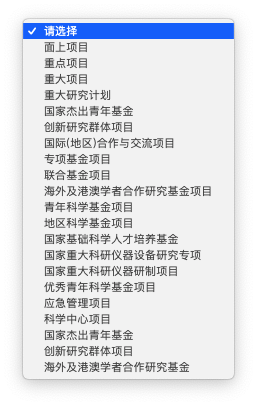 请选择
面上项目
重点项目
重大项目
重大研究计划
国家杰出青年基金
创新研究群体项目
国际(地区)合作与交流项目
专项基金项目
联合基金项目
海外及港澳学者合作研究基金项目
青年科学基金项目
地区科学基金项目
国家基础科学人才培养基金
国家重大科研仪器设备研究专项
国家重大科研仪器研制项目
优秀青年科学基金项目
应急管理项目
科学中心项目
国家杰出青年基金
创新研究群体项目
海外及港澳学者合作研究基金